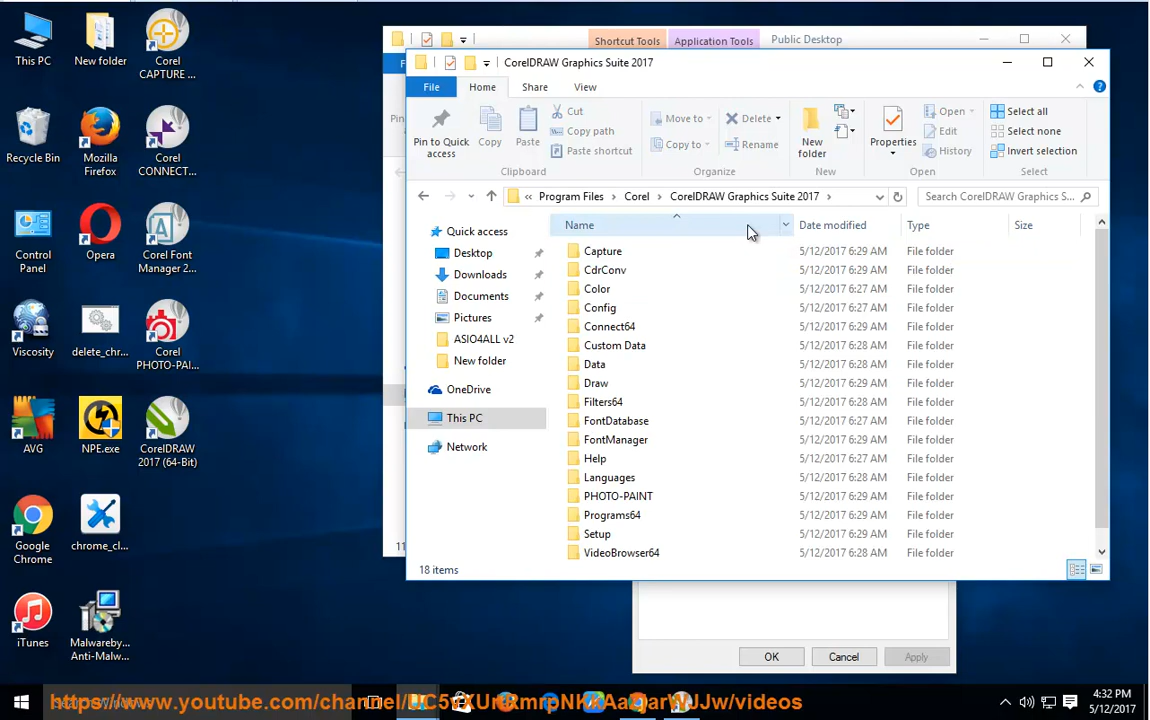 This PC
New folder
Corel
CAPTURE ...
Recycle Bin
Mozilla
Firefox
Corel
CONNECT...
Control
Panel
Opera
Corel Font
Manager 2...
Viscosity
delete_chr...
Corel
PHOTO-PAI...
AVG
NPE.exe
CorelDRAW
2017 (64-Bit)
Google
Chrome
chrome_cl...
iTunes
Malwareby...
Anti-Malw...
Shortcut Tools
Application Tools
Public Desktop
CorelDRAW Graphics Suite 2017
File
Home
Share
View
Pin to Quick
access
Copy
Paste
Cut
Copy path
Paste shortcut
Clipboard
Move to
Copy to
Delete
Rename
Organize
New
folder
New
Properties
Open
Edit
History
Open
Select all
Select none
Invert selection
Select
« Program Files > Corel > CorelDRAW Graphics Suite 2017 >
Search CorelDRAW Graphics S...
Quick access
Desktop
Downloads
Documents
Pictures
ASIO4ALL v2
New folder
OneDrive
This PC
Network
Name Date modified Type Size
Capture 5/12/2017 6:29 AM File folder
CdrConv 5/12/2017 6:29 AM File folder
Color 5/12/2017 6:27 AM File folder
Config 5/12/2017 6:27 AM File folder
Connect64 5/12/2017 6:29 AM File folder
Custom Data 5/12/2017 6:28 AM File folder
Data 5/12/2017 6:28 AM File folder
Draw 5/12/2017 6:29 AM File folder
Filters64 5/12/2017 6:28 AM File folder
FontDatabase 5/12/2017 6:27 AM File folder
FontManager 5/12/2017 6:29 AM File folder
Help 5/12/2017 6:27 AM File folder
Languages 5/12/2017 6:28 AM File folder
PHOTO-PAINT 5/12/2017 6:29 AM File folder
Programs64 5/12/2017 6:29 AM File folder
Setup 5/12/2017 6:29 AM File folder
VideoBrowser64 5/12/2017 6:28 AM File folder
18 items
OK
Cancel
Apply
4:32 PM
5/12/2017